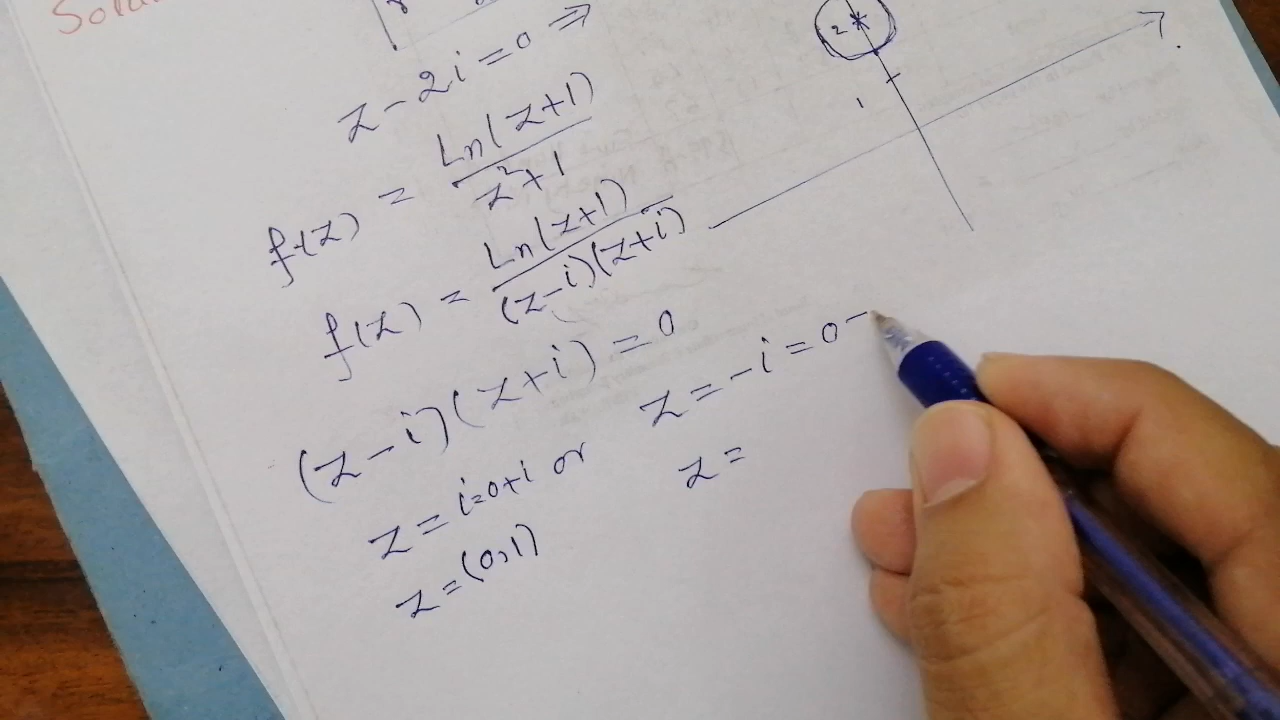 z - 2i = 0 ⇒
f(z) = Ln(z+1) / z²+1
f(z) = Ln(z+1) / (z-i)(z+i)
(z-i)(z+i) = 0
z = i=0+i or z = -i = 0-
z = (0,1) z =
2
1